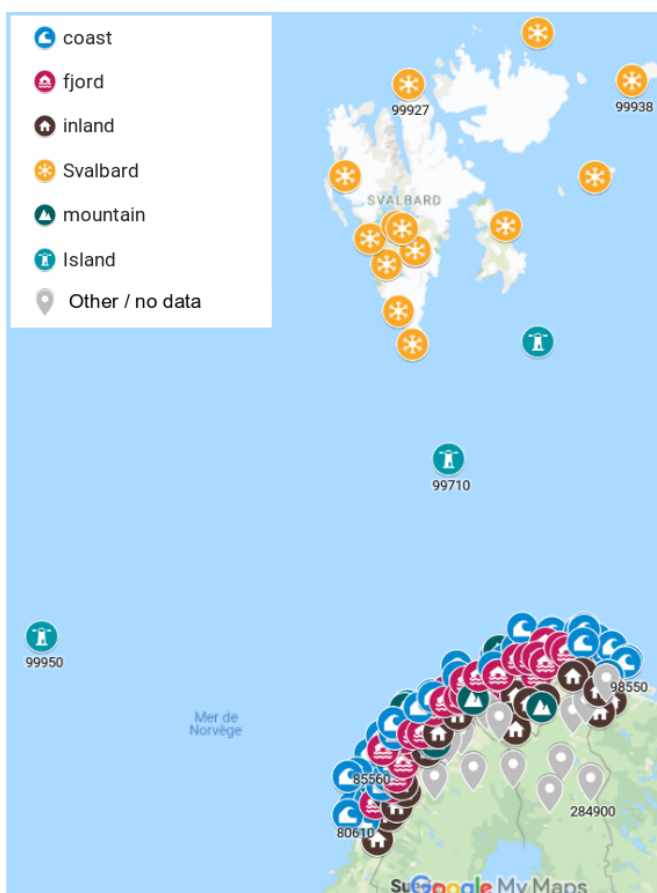 coast
fjord
inland
Svalbard
mountain
Island
Other / no data
99927
99938
SVALBARD
99710
99950
98550
Mer de
Norvège
85560
80610
284900
Su
Google My Maps